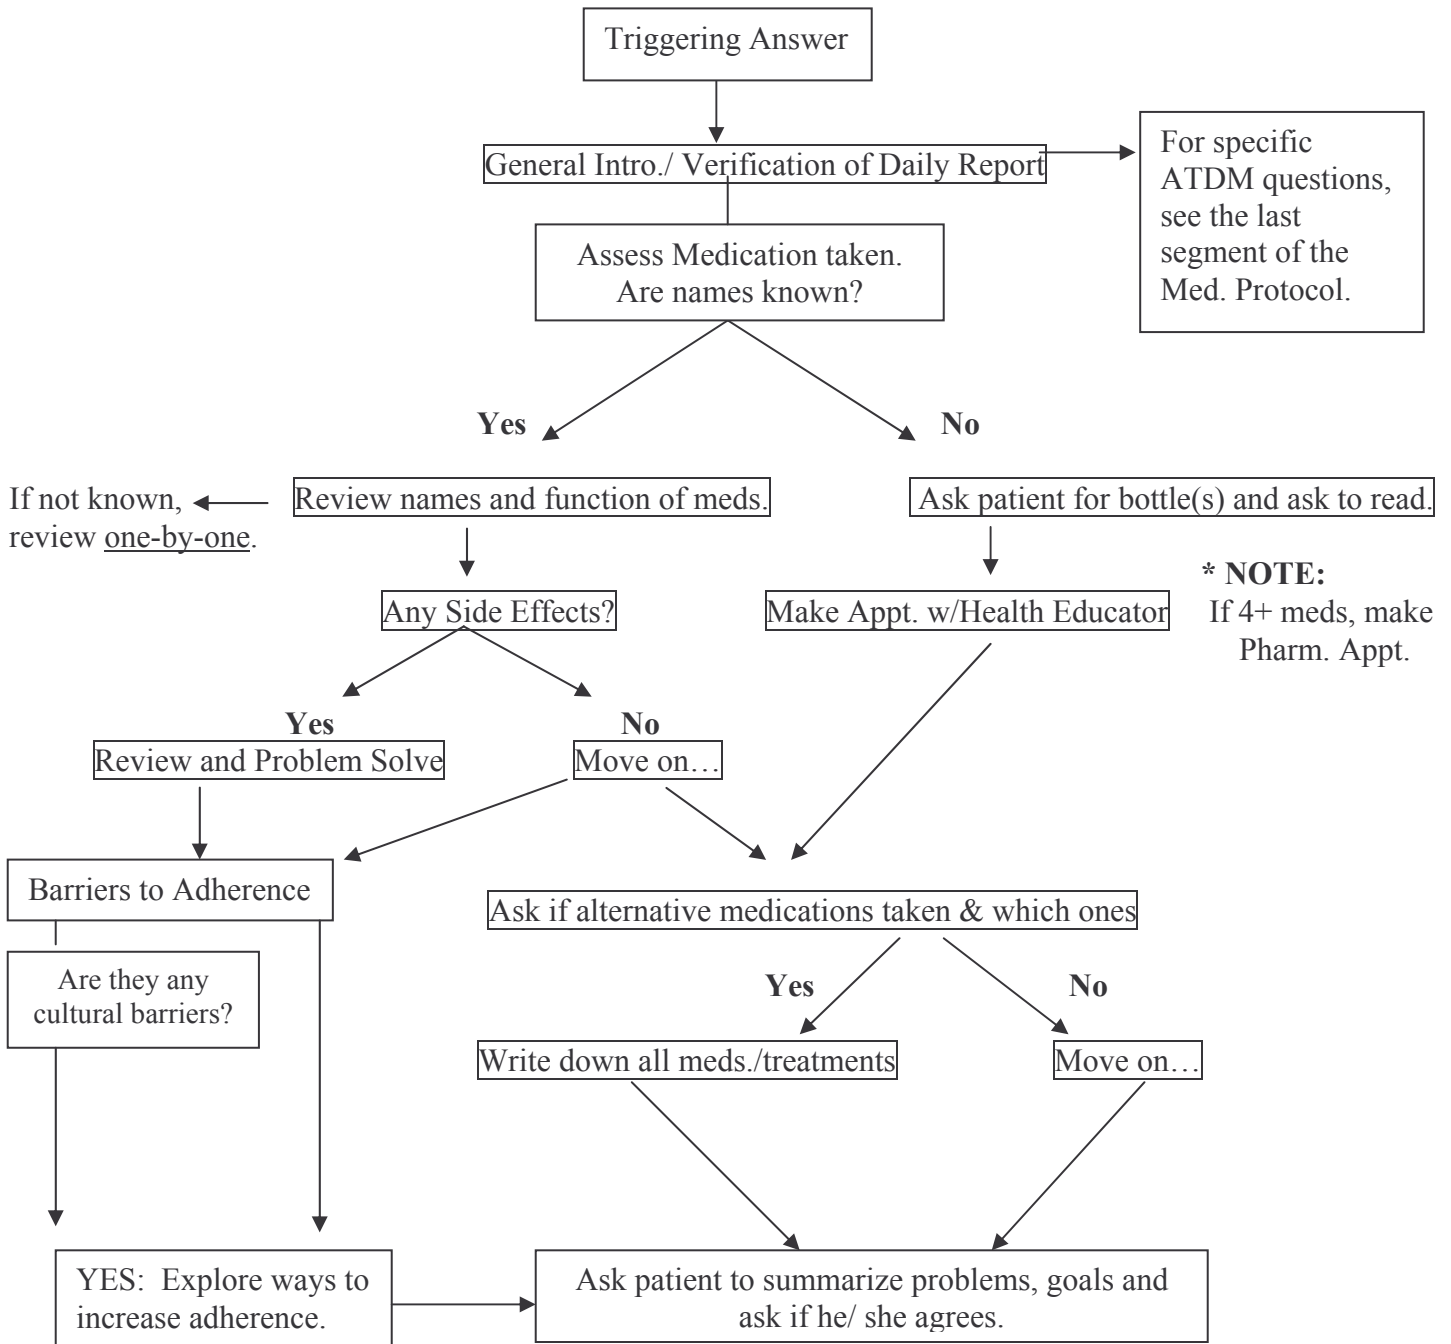 Triggering Answer
General Intro./ Verification of Daily Report
For specific
ATDM questions,
see the last
segment of the
Med. Protocol.
Assess Medication taken.
Are names known?
Yes
No
If not known,
review one-by-one.
Review names and function of meds.
Ask patient for bottle(s) and ask to read.
Any Side Effects?
Make Appt. w/Health Educator
* NOTE:
If 4+ meds, make
Pharm. Appt.
Yes
No
Review and Problem Solve
Move on…
Barriers to Adherence
Ask if alternative medications taken & which ones
Are they any
cultural barriers?
Yes
No
Write down all meds./treatments
Move on…
YES:  Explore ways to
increase adherence.
Ask patient to summarize problems, goals and
ask if he/ she agrees.